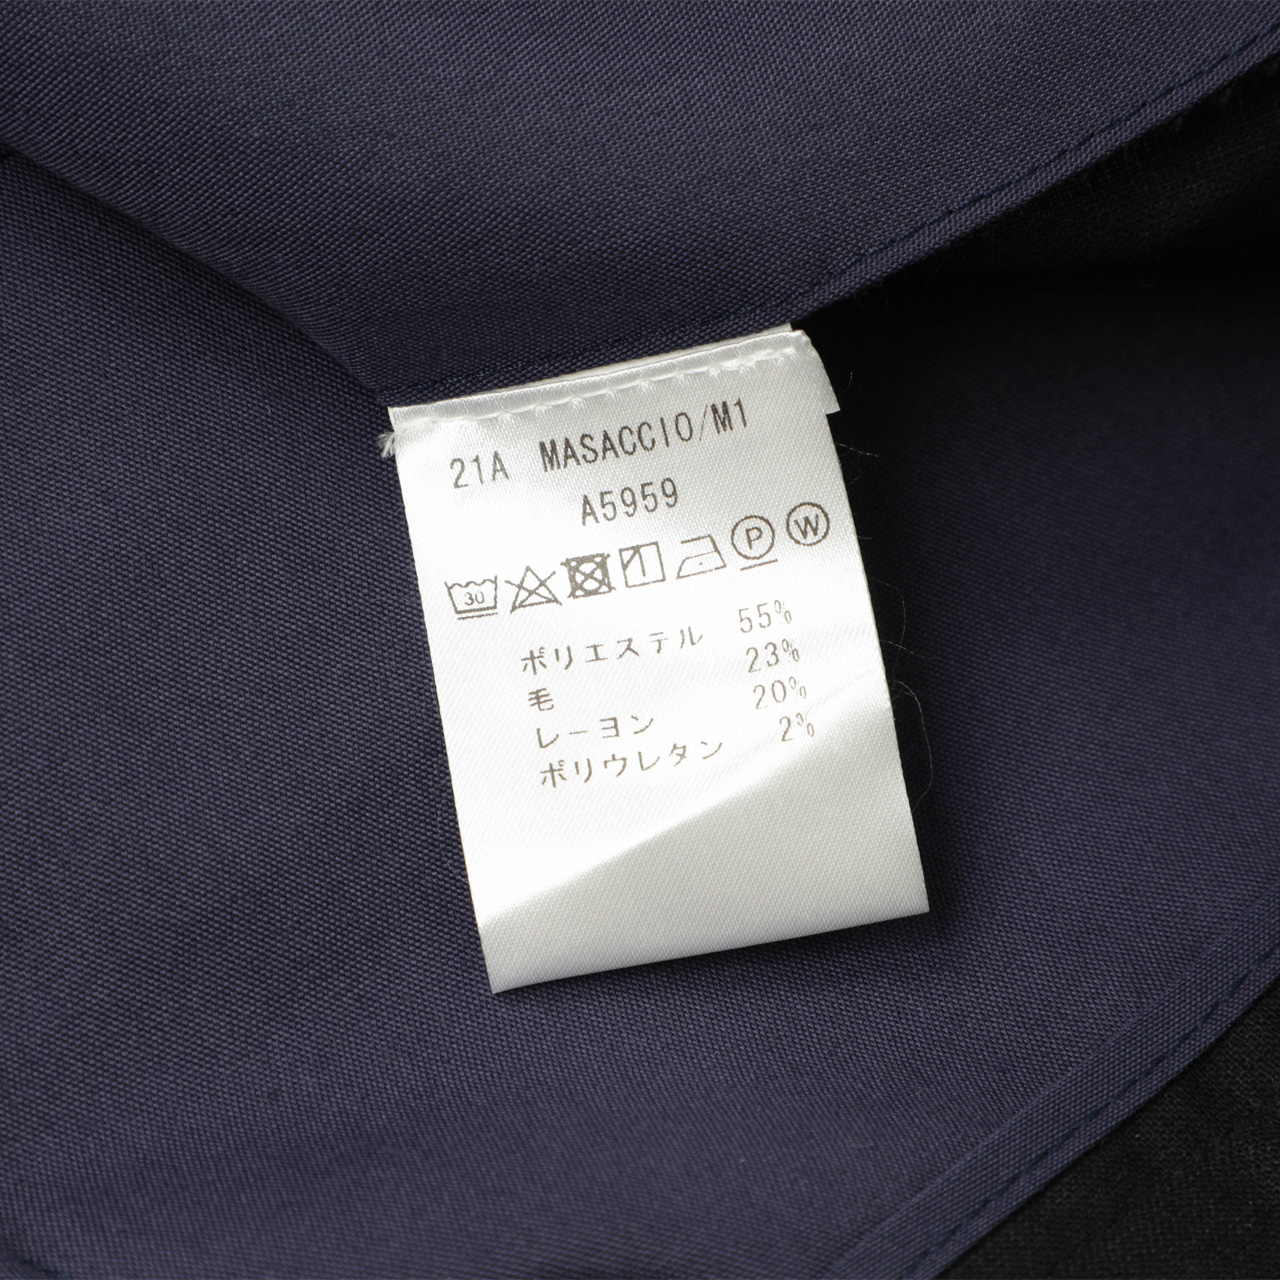 21A MASACCIO/M1
A5959
30 P W
ポリエステル 55%
毛 23%
レーヨン 20%
ポリウレタン 2%